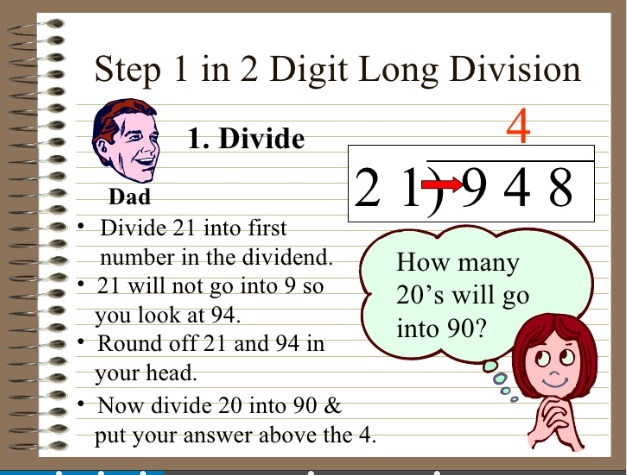 Step 1 in 2 Digit Long Division
1. Divide
Dad
4
2 1)9 4 8
• Divide 21 into first
number in the dividend.
• 21 will not go into 9 so
you look at 94.
• Round off 21 and 94 in
your head.
• Now divide 20 into 90 &
put your answer above the 4.
How many
20's will go
into 90?